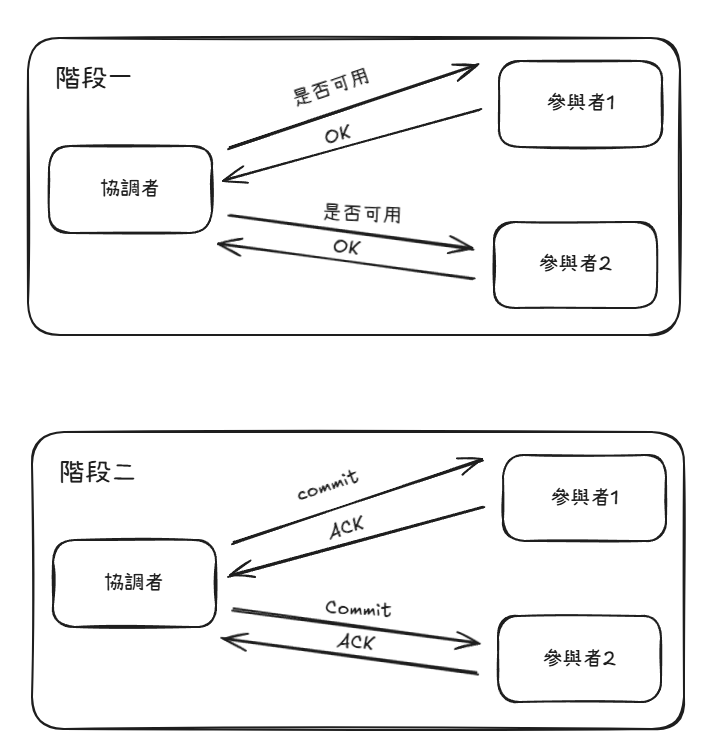 階段一
是否可用
參與者1
OK
協調者
是否可用
OK
參與者2
階段二
commit
參與者1
ACK
協調者
Commit
ACK
參與者2